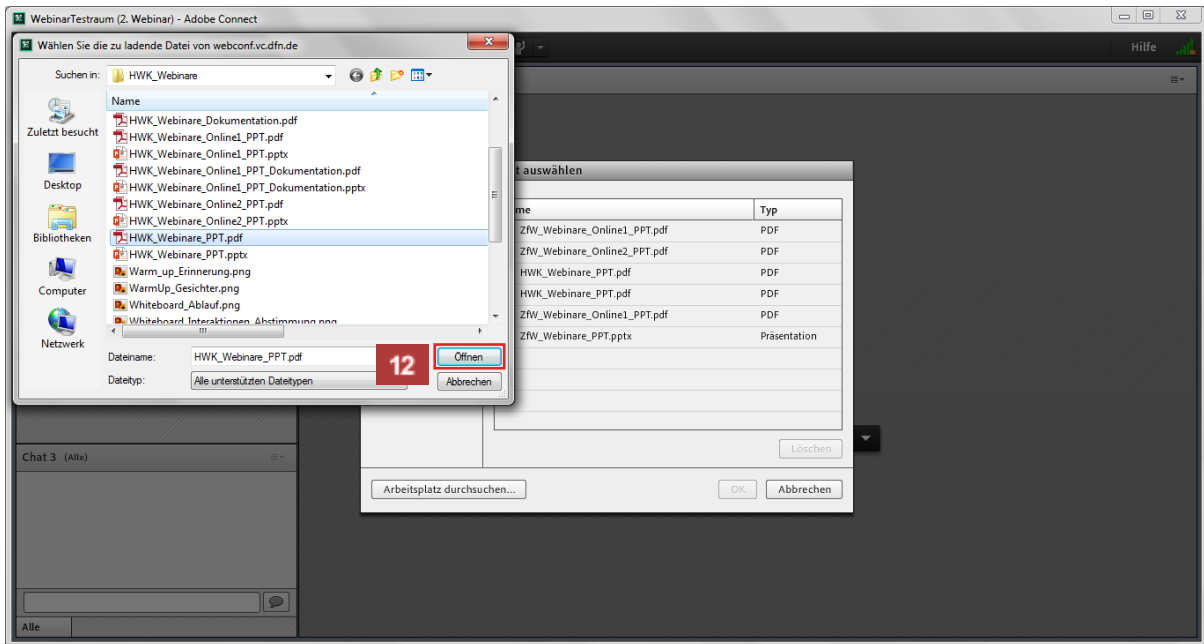 WebinarTestraum (2. Webinar) - Adobe Connect
Hilfe
Wählen Sie die zu ladende Datei von webconf.vc.dfn.de
Suchen in: HWK_Webinare
Name
Zuletzt besucht
Desktop
Bibliotheken
Computer
Netzwerk
HWK_Webinare_Dokumentation.pdf
HWK_Webinare_Online1_PPT.pdf
HWK_Webinare_Online1_PPT.pptx
HWK_Webinare_Online1_PPT_Dokumentation.pdf
HWK_Webinare_Online1_PPT_Dokumentation.pptx
HWK_Webinare_Online2_PPT.pdf
HWK_Webinare_Online2_PPT.pptx
HWK_Webinare_PPT.pdf
HWK_Webinare_PPT.pptx
Warm_up_Erinnerung.png
WarmUp_Gesichter.png
Whiteboard_Ablauf.png
Whiteboard_Interaktionen_Abstimmung.png
Dateiname: HWK_Webinare_PPT.pdf
12
Öffnen
Dateityp: Alle unterstützten Dateitypen
Abbrechen
t auswählen
me Typ
ZfW_Webinare_Online1_PPT.pdf PDF
ZfW_Webinare_Online2_PPT.pdf PDF
HWK_Webinare_PPT.pdf PDF
HWK_Webinare_PPT.pdf PDF
ZfW_Webinare_Online1_PPT.pdf PDF
ZfW_Webinare_PPT.pptx Präsentation
Löschen
Arbeitsplatz durchsuchen... OK Abbrechen
Chat 3 (Alle)
Alle